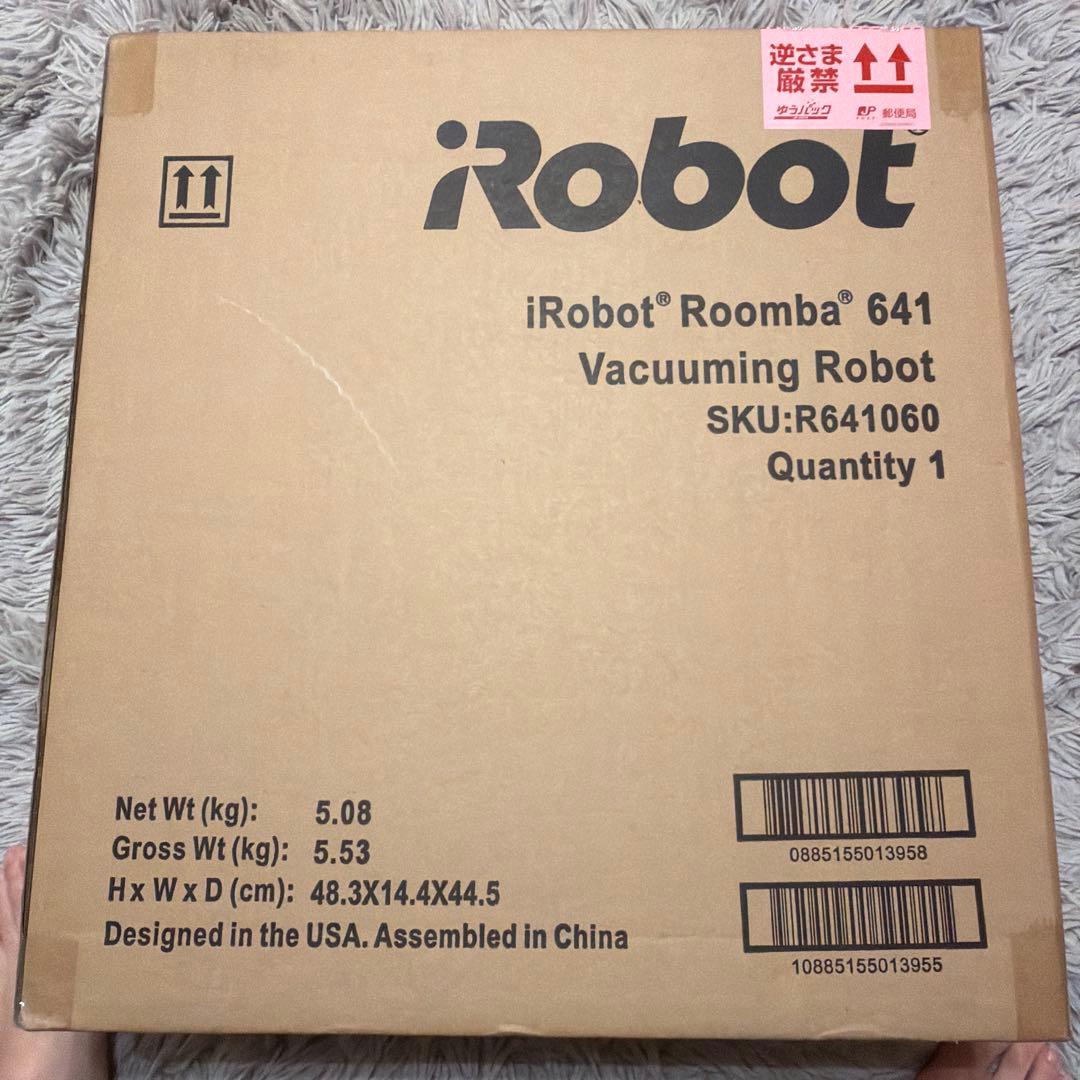 逆さま
厳禁
ゆうパック
JP 郵便局
POST
iRobot®
iRobot® Roomba® 641
Vacuuming Robot
SKU:R641060
Quantity 1
Net Wt (kg): 5.08
Gross Wt (kg): 5.53
H x W x D (cm): 48.3X14.4X44.5
Designed in the USA. Assembled in China
0885155013958
10885155013955